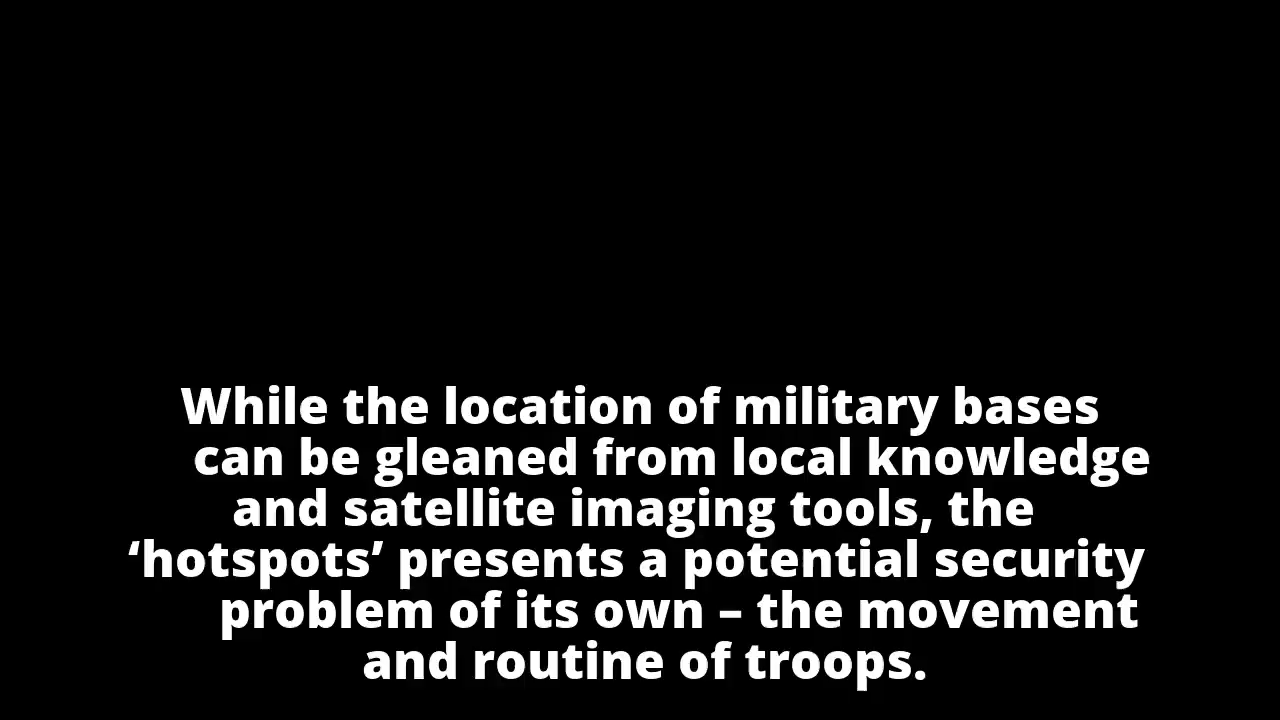 While the location of military bases
can be gleaned from local knowledge
and satellite imaging tools, the
‘hotspots’ presents a potential security
problem of its own – the movement
and routine of troops.